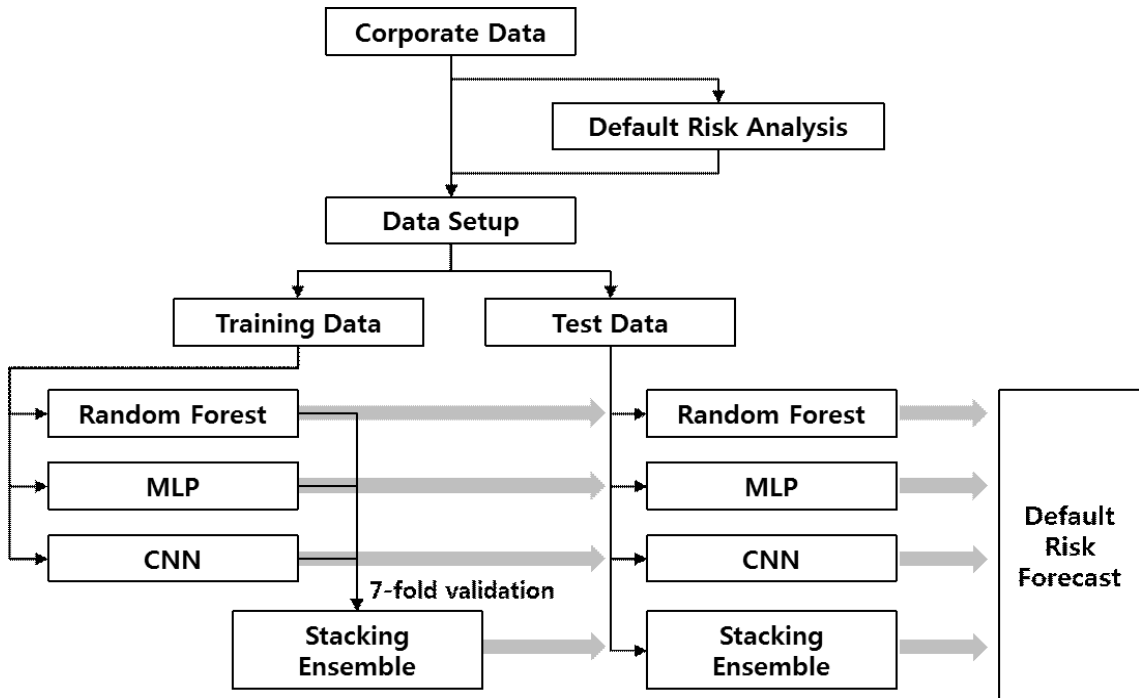 Corporate Data
Default Risk Analysis
Data Setup
Training Data
Test Data
Random Forest
Random Forest
MLP
MLP
CNN
CNN
7-fold validation
Stacking
Ensemble
Stacking
Ensemble
Default
Risk
Forecast